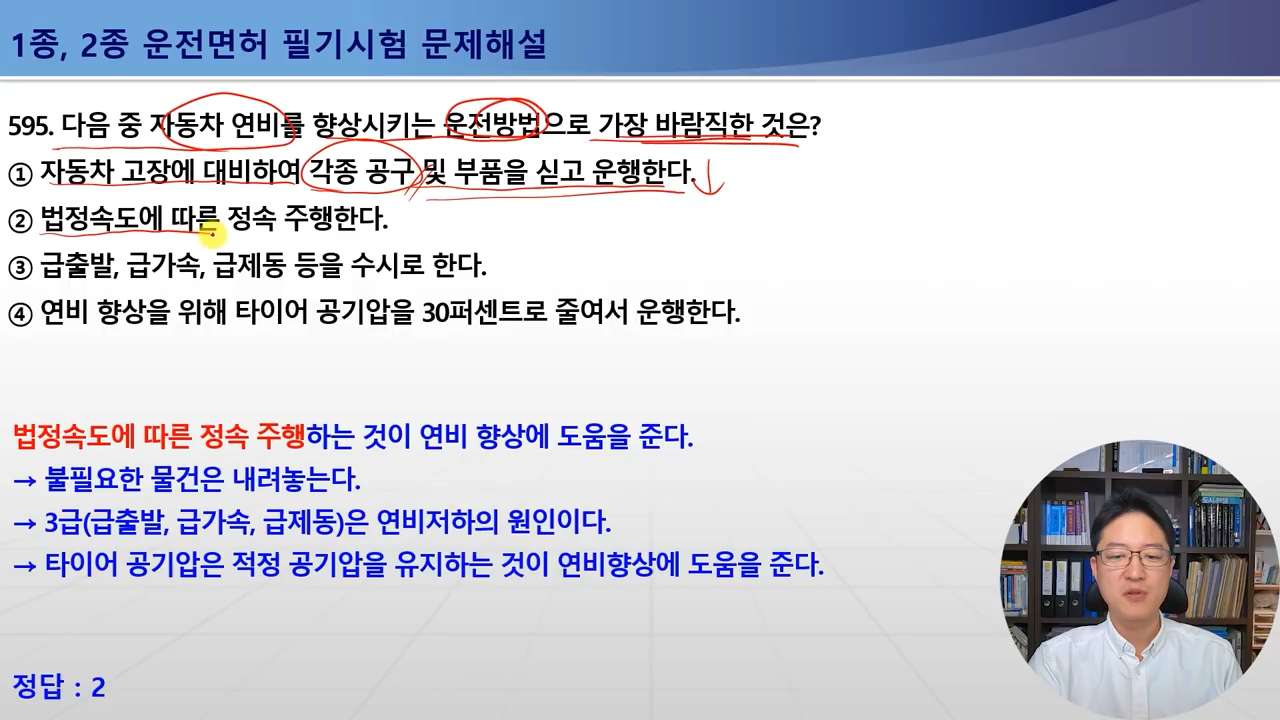 1종, 2종 운전면허 필기시험 문제해설
595. 다음 중 자동차 연비를 향상시키는 운전방법으로 가장 바람직한 것은?
① 자동차 고장에 대비하여 각종 공구 및 부품을 싣고 운행한다.
② 법정속도에 따른 정속 주행한다.
③ 급출발, 급가속, 급제동 등을 수시로 한다.
④ 연비 향상을 위해 타이어 공기압을 30퍼센트로 줄여서 운행한다.
법정속도에 따른 정속 주행하는 것이 연비 향상에 도움을 준다.
→ 불필요한 물건은 내려놓는다.
→ 3급(급출발, 급가속, 급제동)은 연비저하의 원인이다.
→ 타이어 공기압은 적정 공기압을 유지하는 것이 연비향상에 도움을 준다.
정답 : 2